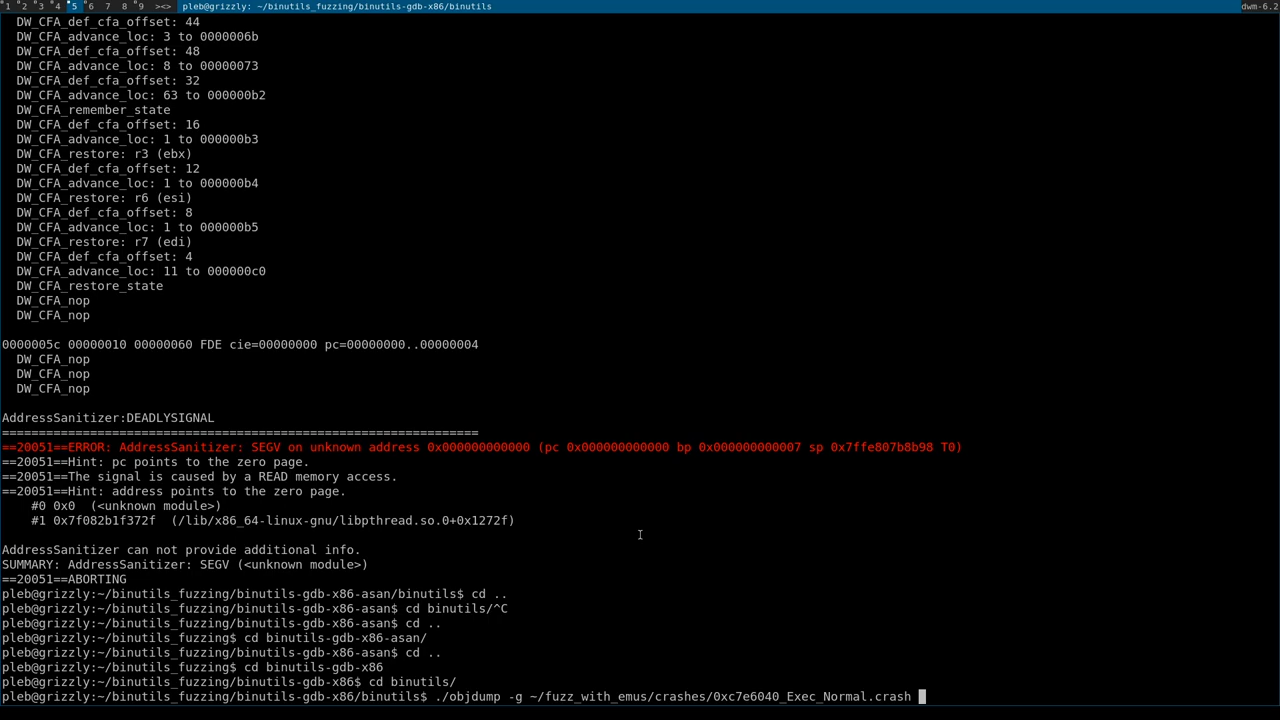 1 2 3 4 5 6 7 8 9 ><> pleb@grizzly: ~/binutils_fuzzing/binutils-gdb-x86/binutils dwm-6.2
DW_CFA_def_cfa_offset: 44
DW_CFA_advance_loc: 3 to 0000006b
DW_CFA_def_cfa_offset: 48
DW_CFA_advance_loc: 8 to 00000073
DW_CFA_def_cfa_offset: 32
DW_CFA_advance_loc: 63 to 000000b2
DW_CFA_remember_state
DW_CFA_def_cfa_offset: 16
DW_CFA_advance_loc: 1 to 000000b3
DW_CFA_restore: r3 (ebx)
DW_CFA_def_cfa_offset: 12
DW_CFA_advance_loc: 1 to 000000b4
DW_CFA_restore: r6 (esi)
DW_CFA_def_cfa_offset: 8
DW_CFA_advance_loc: 1 to 000000b5
DW_CFA_restore: r7 (edi)
DW_CFA_def_cfa_offset: 4
DW_CFA_advance_loc: 11 to 000000c0
DW_CFA_restore_state
DW_CFA_nop
DW_CFA_nop
0000005c 00000010 00000060 FDE cie=00000000 pc=00000000..00000004
DW_CFA_nop
DW_CFA_nop
DW_CFA_nop
AddressSanitizer:DEADLYSIGNAL
=================================================================
==20051==ERROR: AddressSanitizer: SEGV on unknown address 0x000000000000 (pc 0x000000000000 bp 0x000000000007 sp 0x7ffe807b8b98 T0)
==20051==Hint: pc points to the zero page.
==20051==The signal is caused by a READ memory access.
==20051==Hint: address points to the zero page.
#0 0x0 (<unknown module>)
#1 0x7f082b1f372f (/lib/x86_64-linux-gnu/libpthread.so.0+0x1272f)
AddressSanitizer can not provide additional info.
SUMMARY: AddressSanitizer: SEGV (<unknown module>)
==20051==ABORTING
pleb@grizzly:~/binutils_fuzzing/binutils-gdb-x86-asan/binutils$ cd ..
pleb@grizzly:~/binutils_fuzzing/binutils-gdb-x86-asan$ cd binutils/^C
pleb@grizzly:~/binutils_fuzzing/binutils-gdb-x86-asan$ cd ..
pleb@grizzly:~/binutils_fuzzing$ cd binutils-gdb-x86-asan/
pleb@grizzly:~/binutils_fuzzing/binutils-gdb-x86-asan$ cd ..
pleb@grizzly:~/binutils_fuzzing$ cd binutils-gdb-x86
pleb@grizzly:~/binutils_fuzzing/binutils-gdb-x86$ cd binutils/
pleb@grizzly:~/binutils_fuzzing/binutils-gdb-x86/binutils$ ./objdump -g ~/fuzz_with_emus/crashes/0xc7e6040_Exec_Normal.crash